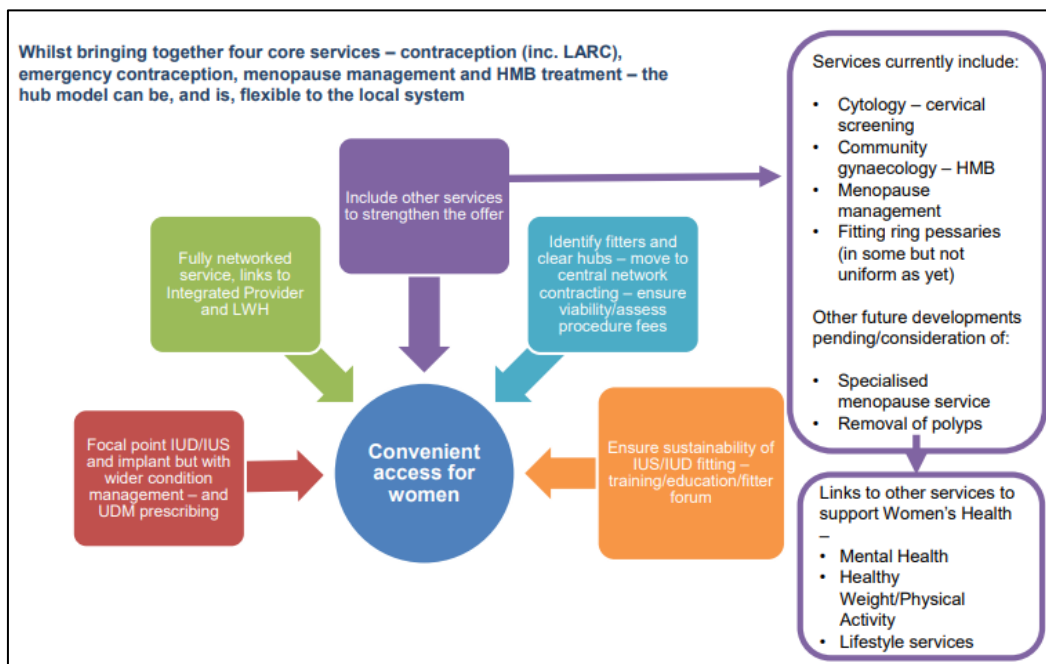 Whilst bringing together four core services – contraception (inc. LARC),
emergency contraception, menopause management and HMB treatment – the
hub model can be, and is, flexible to the local system
Include other services
to strengthen the offer
Fully networked
service, links to
Integrated Provider
and LWH
Identify fitters and
clear hubs – move to
central network
contracting – ensure
viability/assess
procedure fees
Focal point IUD/IUS
and implant but with
wider condition
management – and
UDM prescribing
Convenient
access for
women
Ensure sustainability of
IUS/IUD fitting –
training/education/fitter
forum
Services currently include:
• Cytology – cervical
screening
• Community
gynaecology – HMB
• Menopause
management
• Fitting ring pessaries
(in some but not
uniform as yet)
Other future developments
pending/consideration of:
• Specialised
menopause service
• Removal of polyps
Links to other services to
support Women's Health
–
• Mental Health
• Healthy
Weight/Physical
Activity
• Lifestyle services